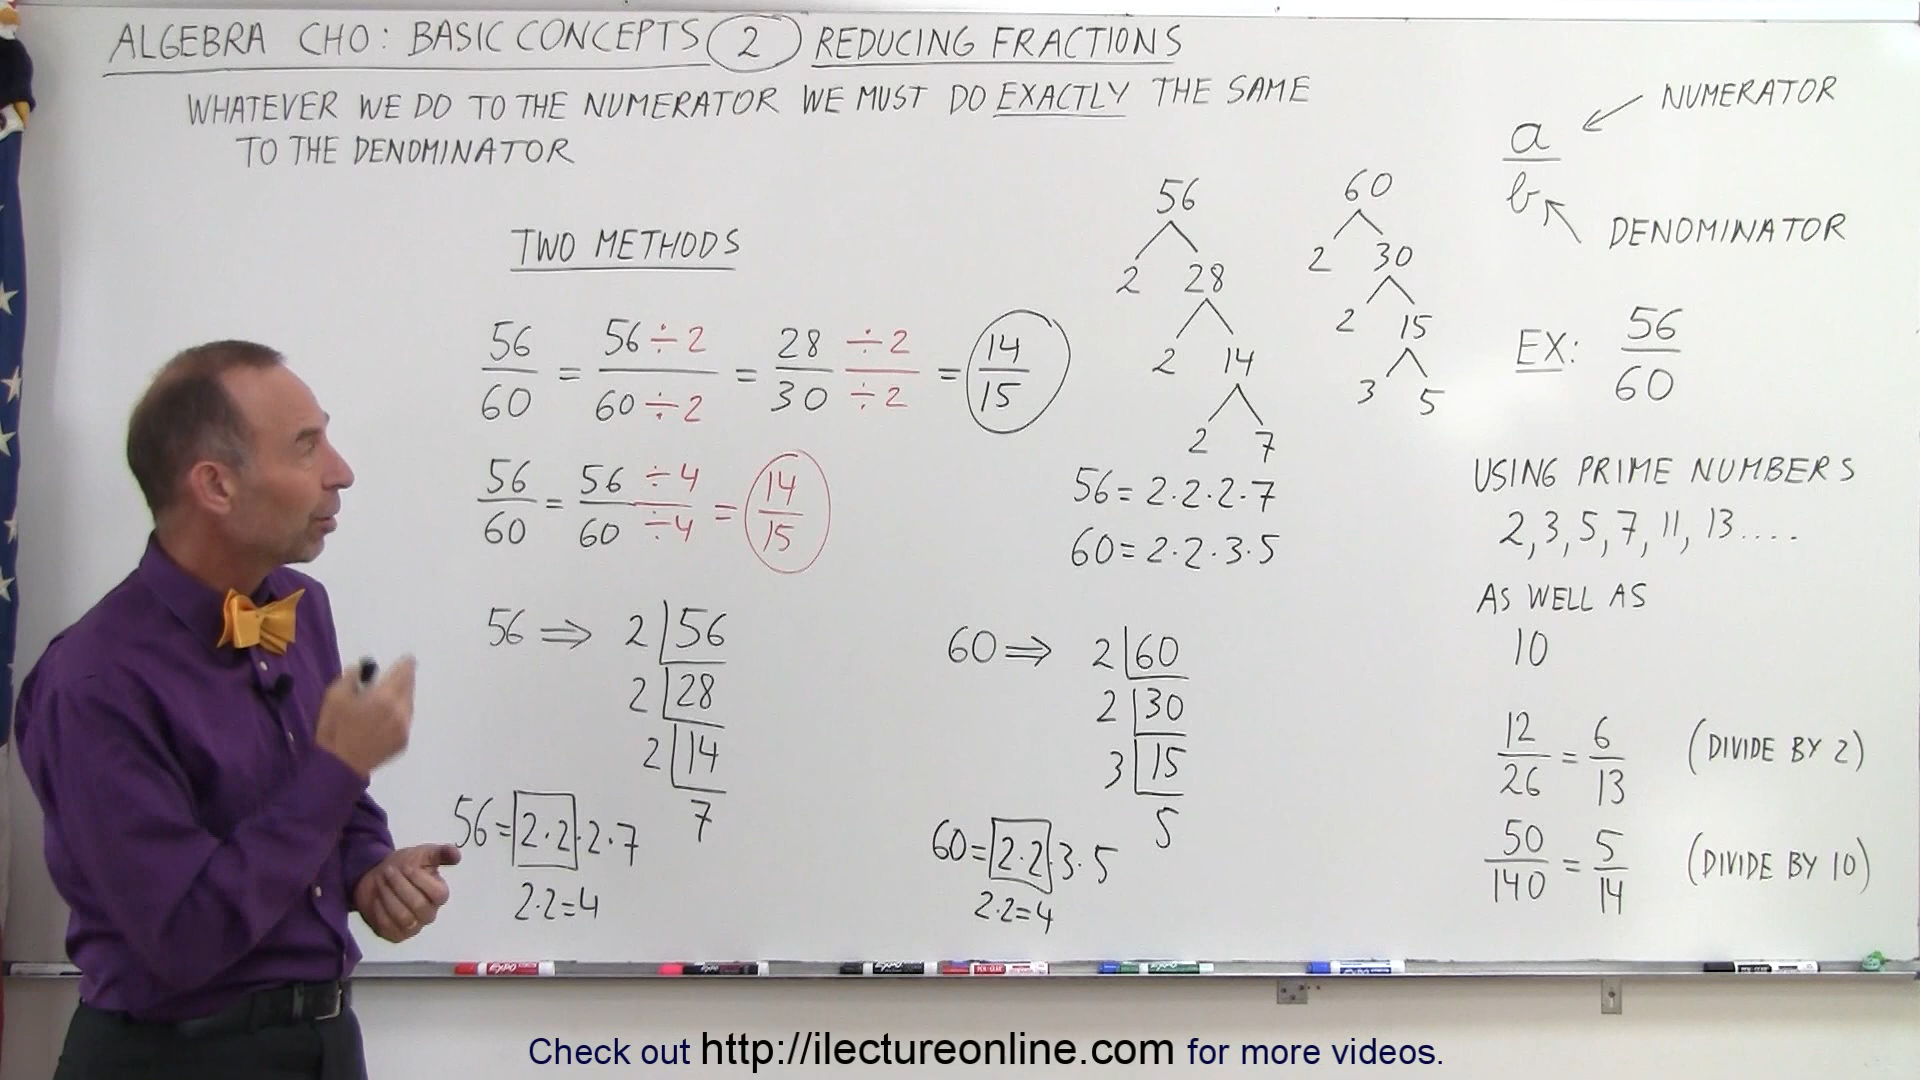 ALGEBRA CH0: BASIC CONCEPTS 2 REDUCING FRACTIONS
WHATEVER WE DO TO THE NUMERATOR WE MUST DO EXACTLY THE SAME
TO THE DENOMINATOR
TWO METHODS
56/60 = 56÷2/60÷2 = 28÷2/30÷2 = 14/15
56/60 = 56÷4/60÷4 = 14/15
56 ⇒ 2 56
2 28
2 14
7
56=2·2·2·7
2·2=4
60 ⇒ 2 60
2 30
3 15
5
60=2·2·3·5
2·2=4
56
2 28
2 14
2 7
60
2 30
2 15
3 5
56=2·2·2·7
60=2·2·3·5
a/b
NUMERATOR
DENOMINATOR
EX: 56/60
USING PRIME NUMBERS
2,3,5,7,11,13....
AS WELL AS
10
12/26 = 6/13 (DIVIDE BY 2)
50/140 = 5/14 (DIVIDE BY 10)
Check out http://ilectureonline.com for more videos.